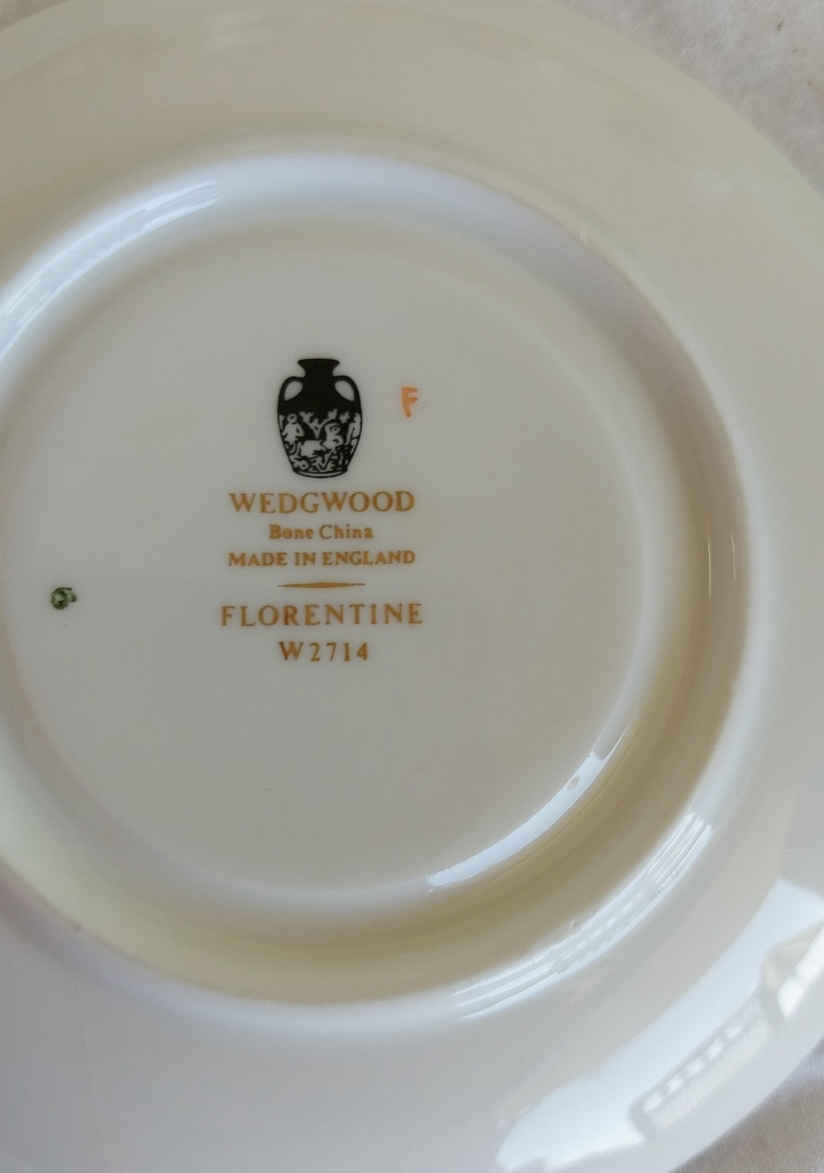 F
WEDGWOOD
Bone China
MADE IN ENGLAND
FLORENTINE
W2714